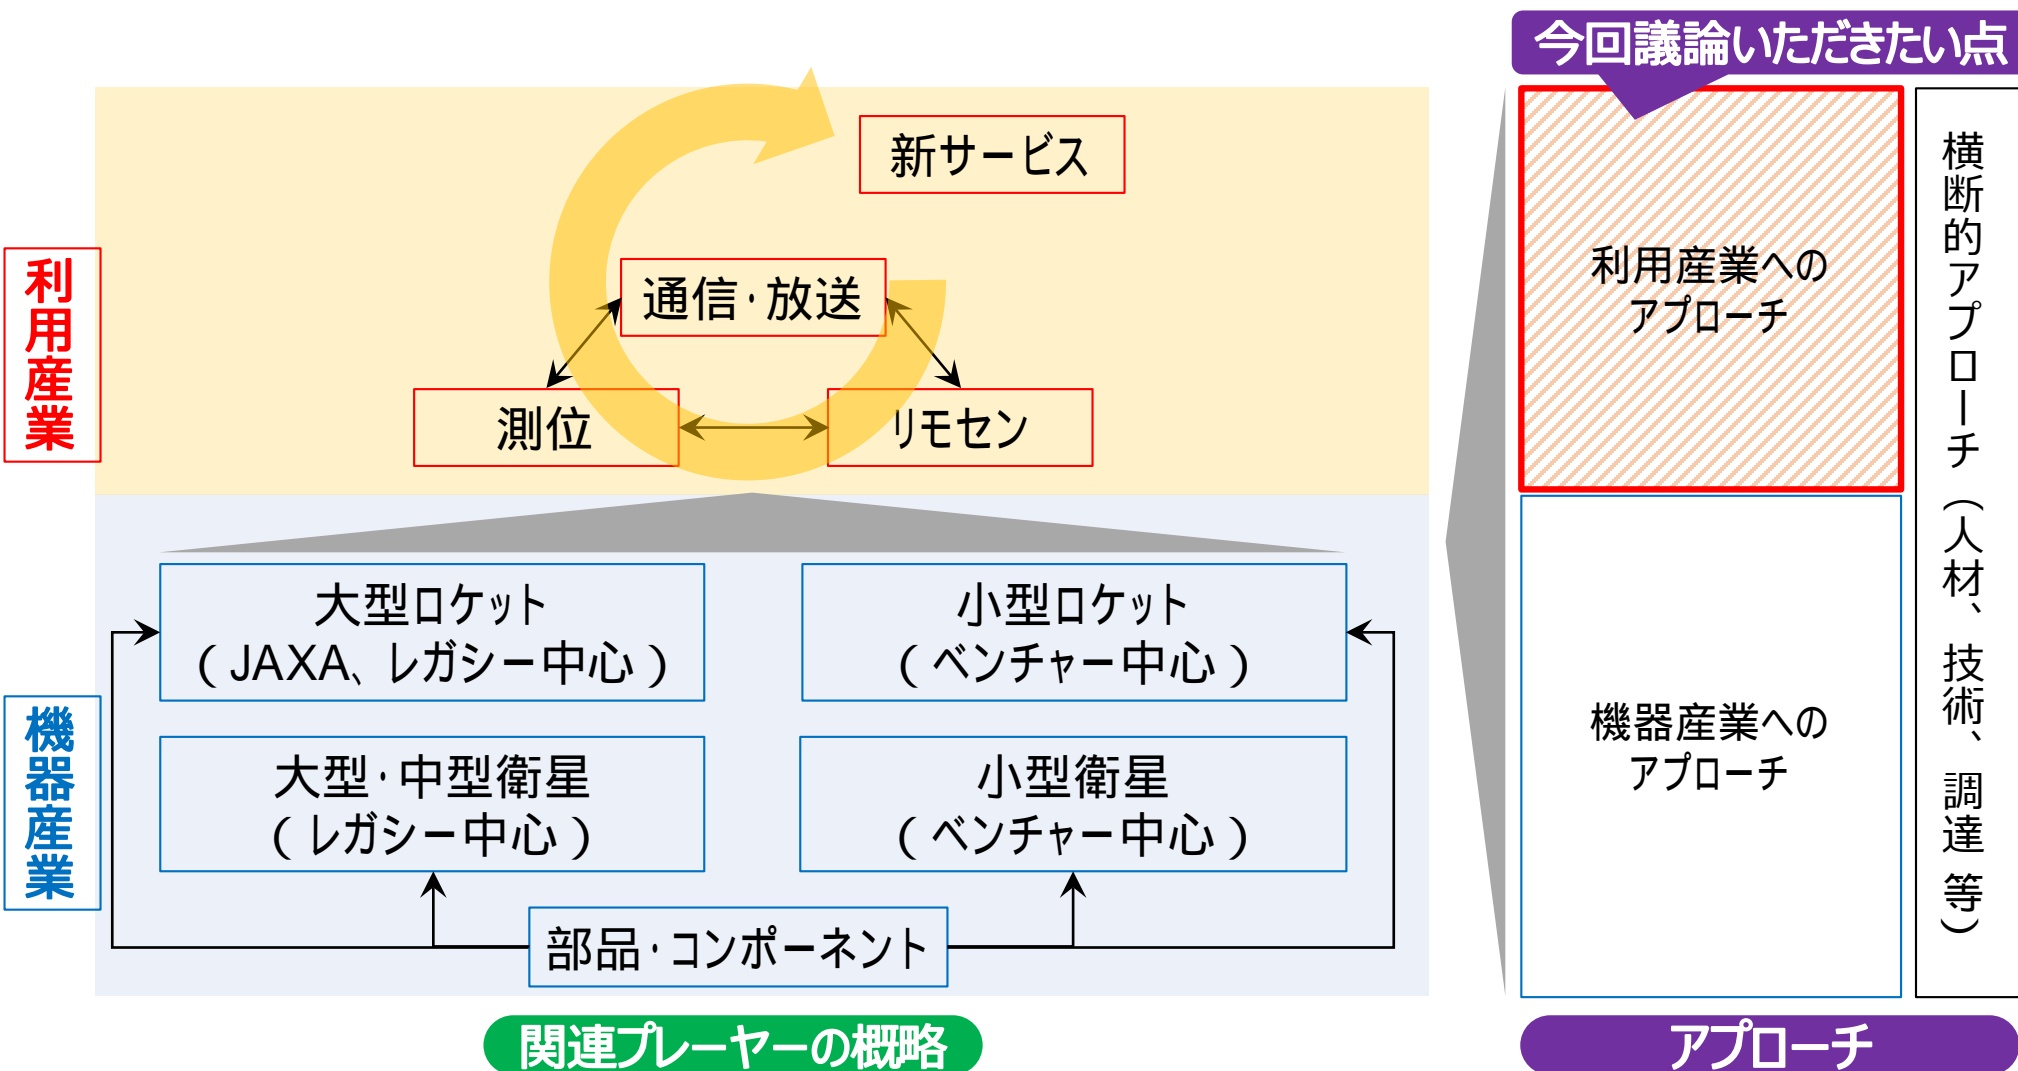 今回議論いただきたい点
新サービス
通信・放送
測位
リモセン
利用産業
大型ロケット
（JAXA、レガシー中心）
小型ロケット
（ベンチャー中心）
大型・中型衛星
（レガシー中心）
小型衛星
（ベンチャー中心）
部品・コンポーネント
機器産業
関連プレーヤーの概略
利用産業への
アプローチ
機器産業への
アプローチ
横断的アプローチ（人材、技術、調達 等）
アプローチ